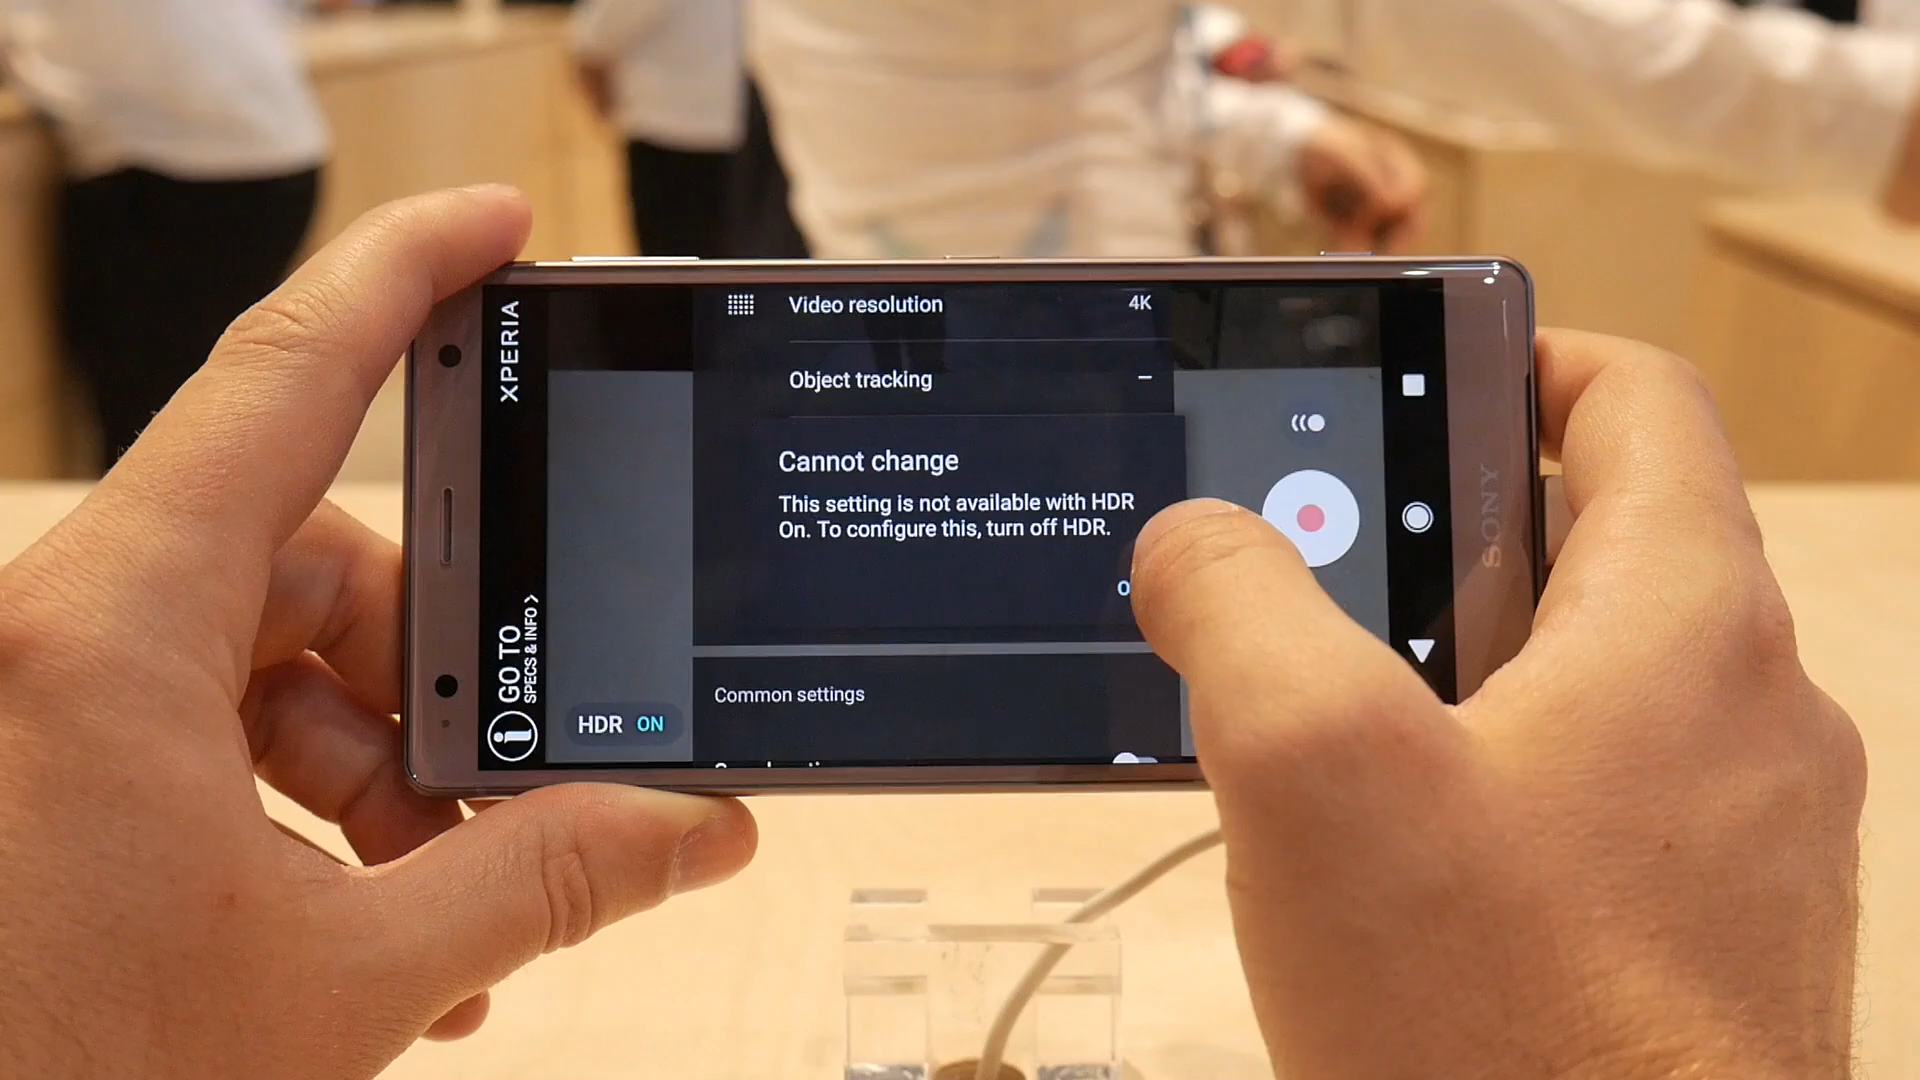 XPERIA
GO TO
SPECS & INFO >
i
HDR ON
Video resolution 4K
Object tracking –
Cannot change
This setting is not available with HDR
On. To configure this, turn off HDR.
Common settings
SONY